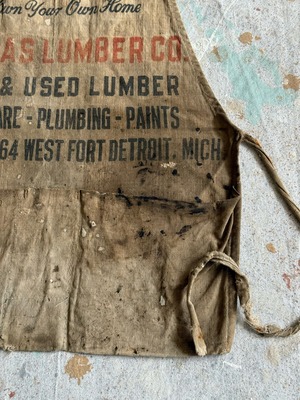 Own Your Own Home
AS LUMBER CO.
& USED LUMBER
ARE - PLUMBING - PAINTS
64 WEST FORT DETROIT, MICH.